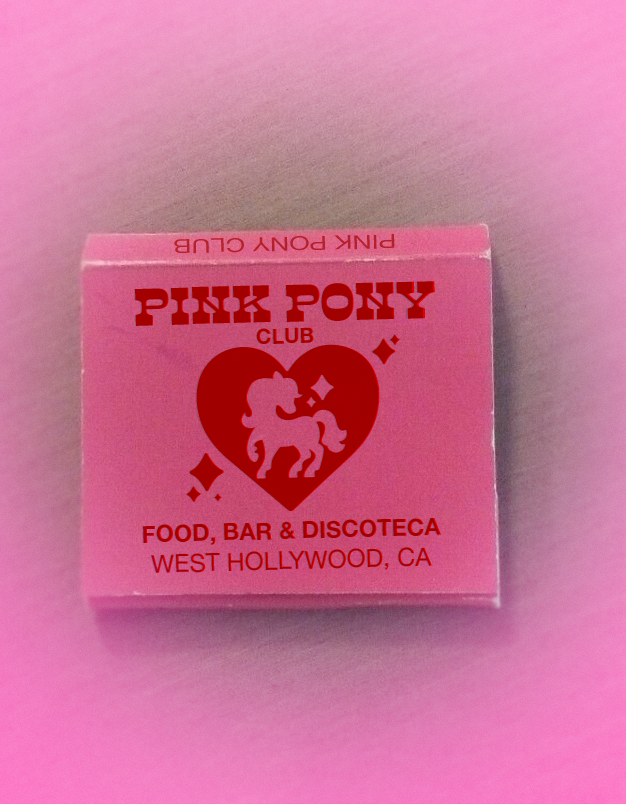 PINK PONY CLUB
PINK PONY
CLUB
FOOD, BAR & DISCOTECA
WEST HOLLYWOOD, CA